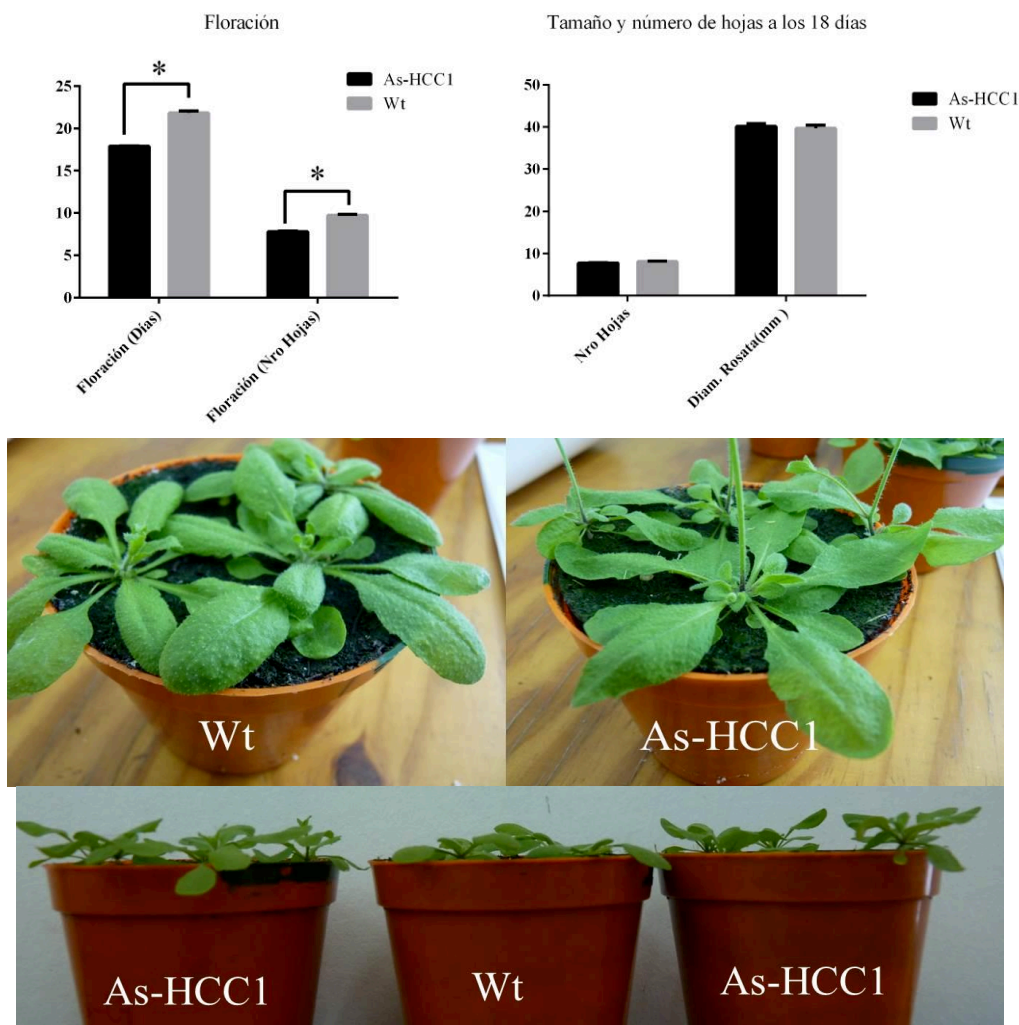 Floración
As-HCC1
Wt
*
*
25
20
15
10
5
0
Floración (Días)
Floración (Nro Hojas)
Tamaño y número de hojas a los 18 días
As-HCC1
Wt
50
40
30
20
10
0
Nro Hojas
Diam. Rosata(mm )
Wt
As-HCC1
As-HCC1
Wt
As-HCC1